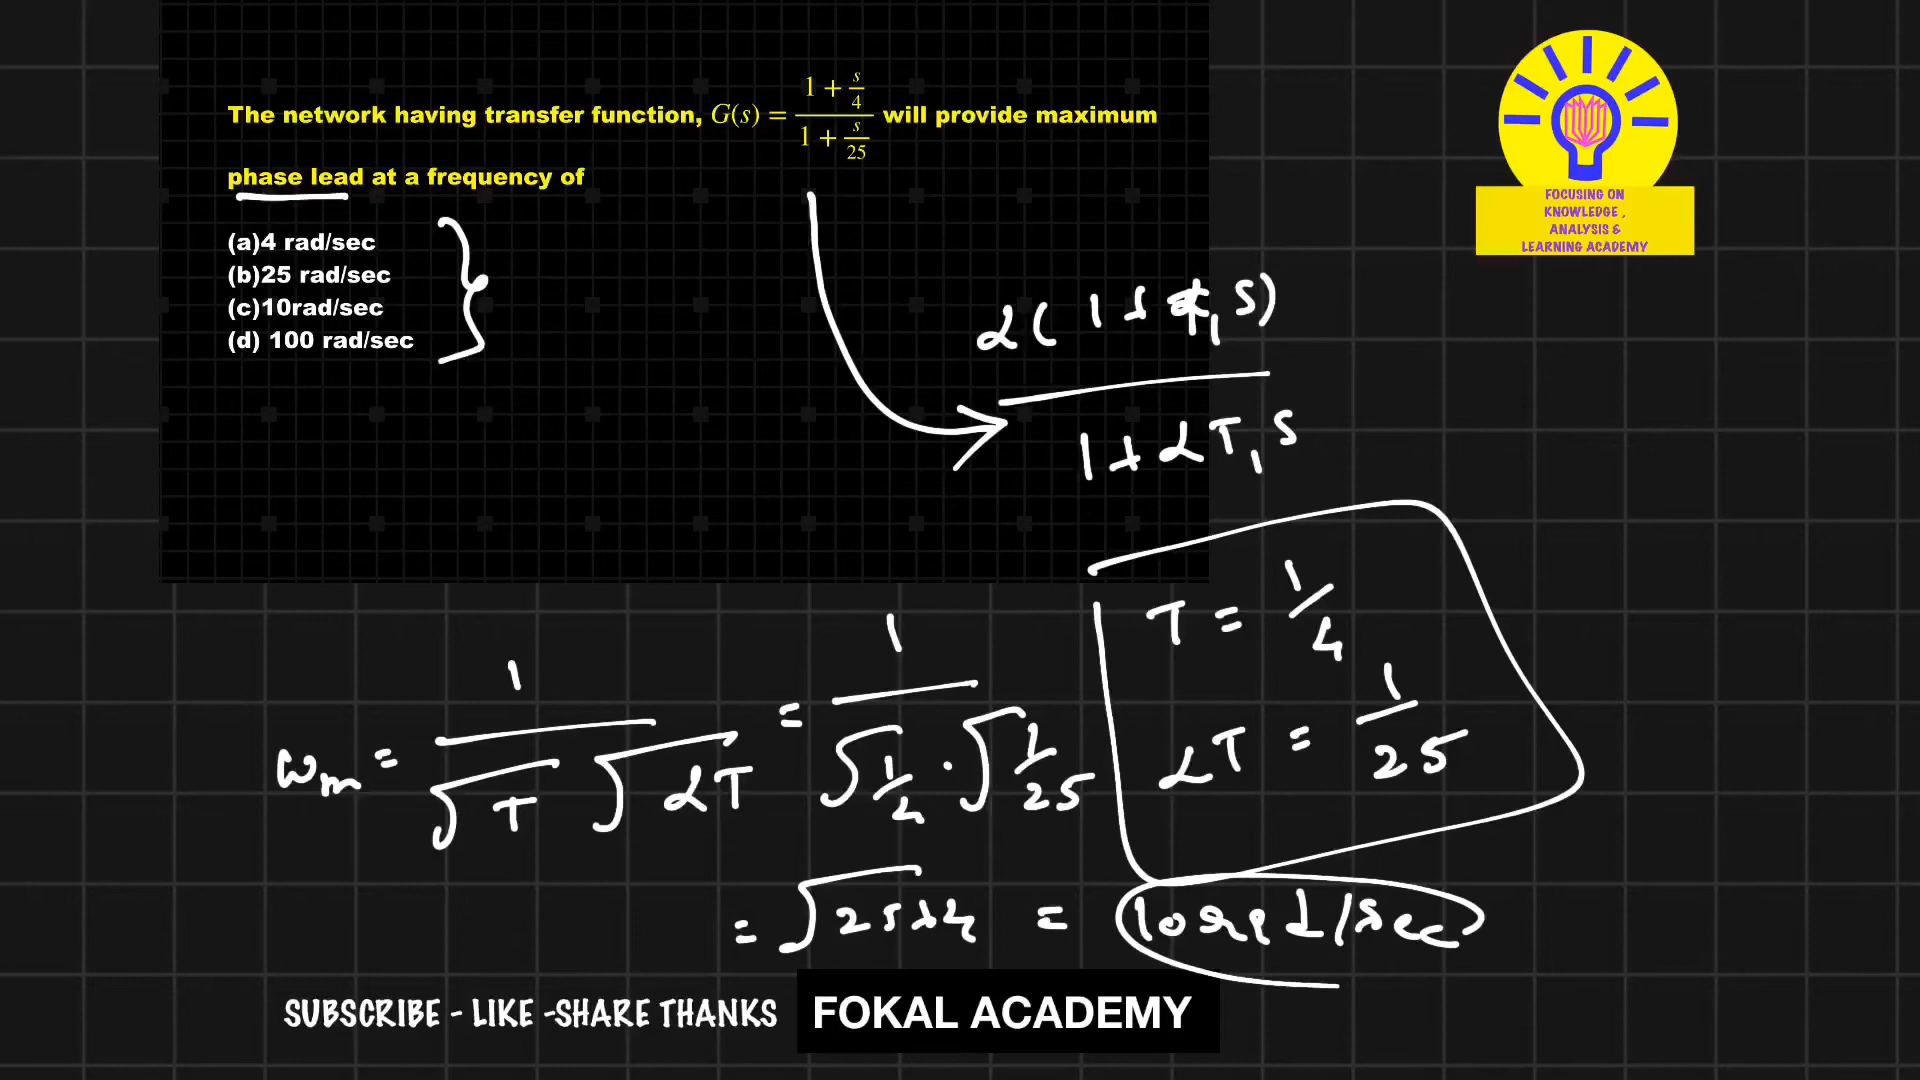 The network having transfer function, G(s) = (1 + s/4)/(1 + s/25) will provide maximum
phase lead at a frequency of
(a)4 rad/sec
(b)25 rad/sec
(c)10rad/sec
(d) 100 rad/sec
FOCUSING ON
KNOWLEDGE ,
ANALYSIS &
LEARNING ACADEMY
α( 1 + T₁ S)
1 + αT₁ S
T = 1/4
αT = 1/25
ωm = 1/(√T √αT) = 1/(√1/4 · √1/25)
= √25×4 = 10rad/sec
SUBSCRIBE - LIKE -SHARE THANKS
FOKAL ACADEMY